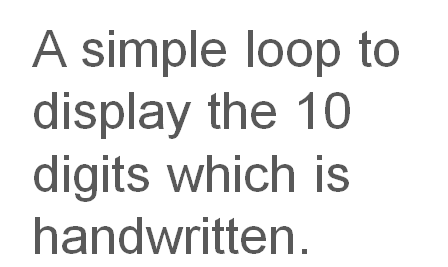 A simple loop to
display the 10
digits which is
handwritten.